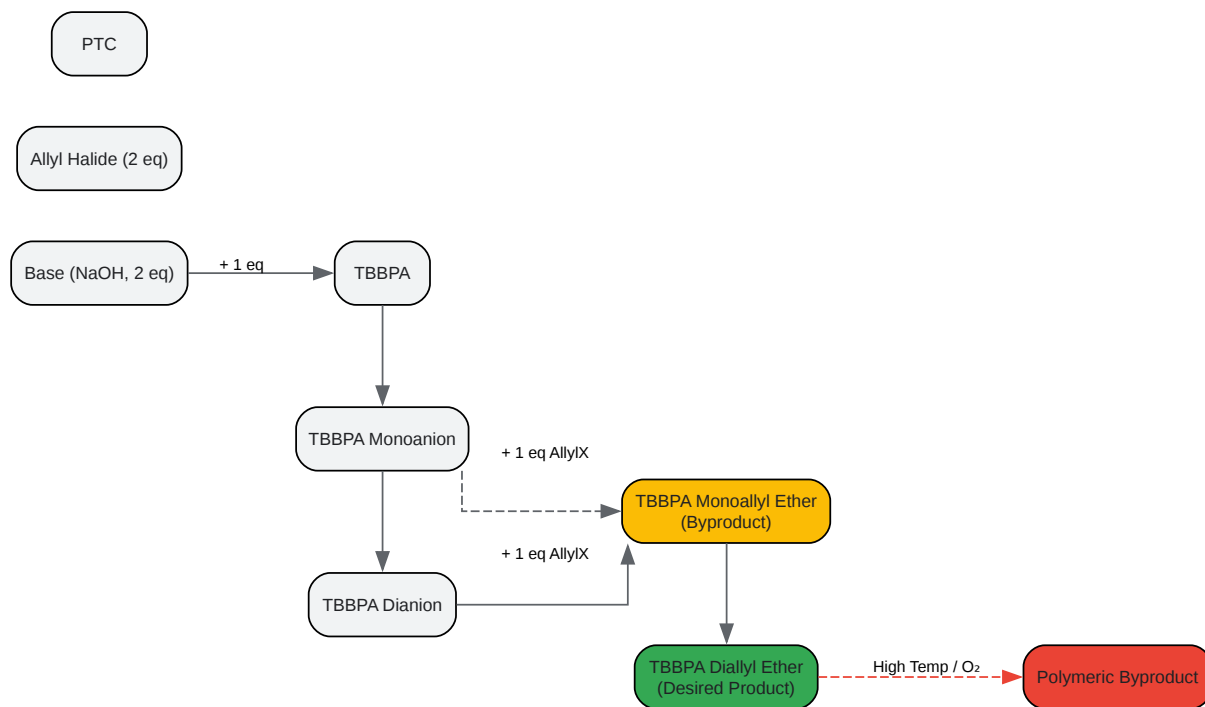 PTC
Allyl Halide (2 eq)
Base (NaOH, 2 eq)
+ 1 eq
TBBPA
TBBPA Monoanion
+ 1 eq AllylX
TBBPA Monoallyl Ether
(Byproduct)
+ 1 eq AllylX
TBBPA Dianion
TBBPA Diallyl Ether
(Desired Product)
High Temp / O₂
Polymeric Byproduct